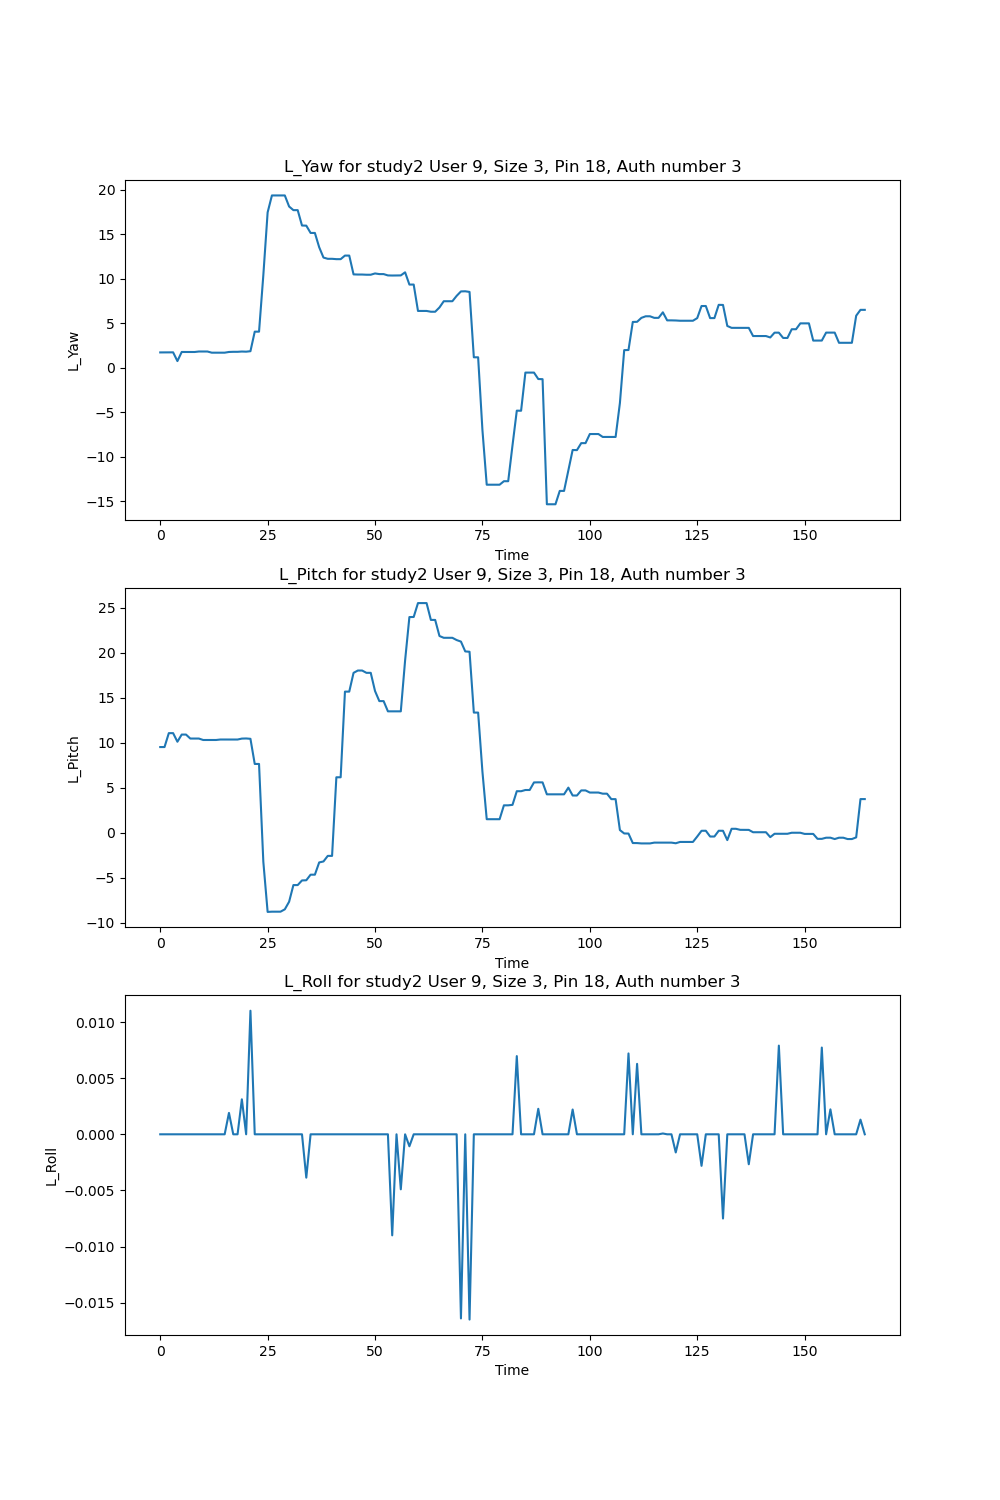 L_Yaw for study2 User 9, Size 3, Pin 18, Auth number 3
20
15
10
5
0
−5
−10
−15
L_Yaw
0 25 50 75 100 125 150
Time
L_Pitch for study2 User 9, Size 3, Pin 18, Auth number 3
25
20
15
10
5
0
−5
−10
L_Pitch
0 25 50 75 100 125 150
Time
L_Roll for study2 User 9, Size 3, Pin 18, Auth number 3
0.010
0.005
0.000
−0.005
−0.010
−0.015
L_Roll
0 25 50 75 100 125 150
Time